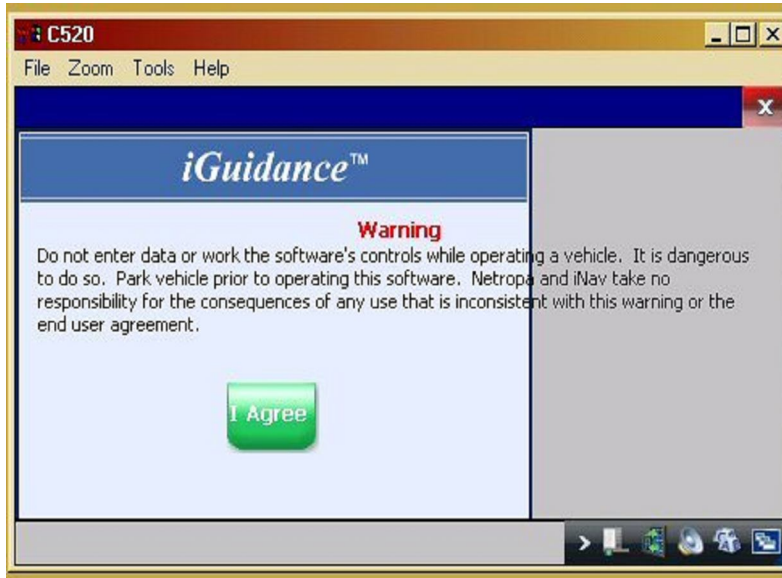 C520
File Zoom Tools Help
iGuidance™
Warning
Do not enter data or work the software's controls while operating a vehicle. It is dangerous
to do so. Park vehicle prior to operating this software. Netropa and iNav take no
responsibility for the consequences of any use that is inconsistent with this warning or the
end user agreement.
I Agree